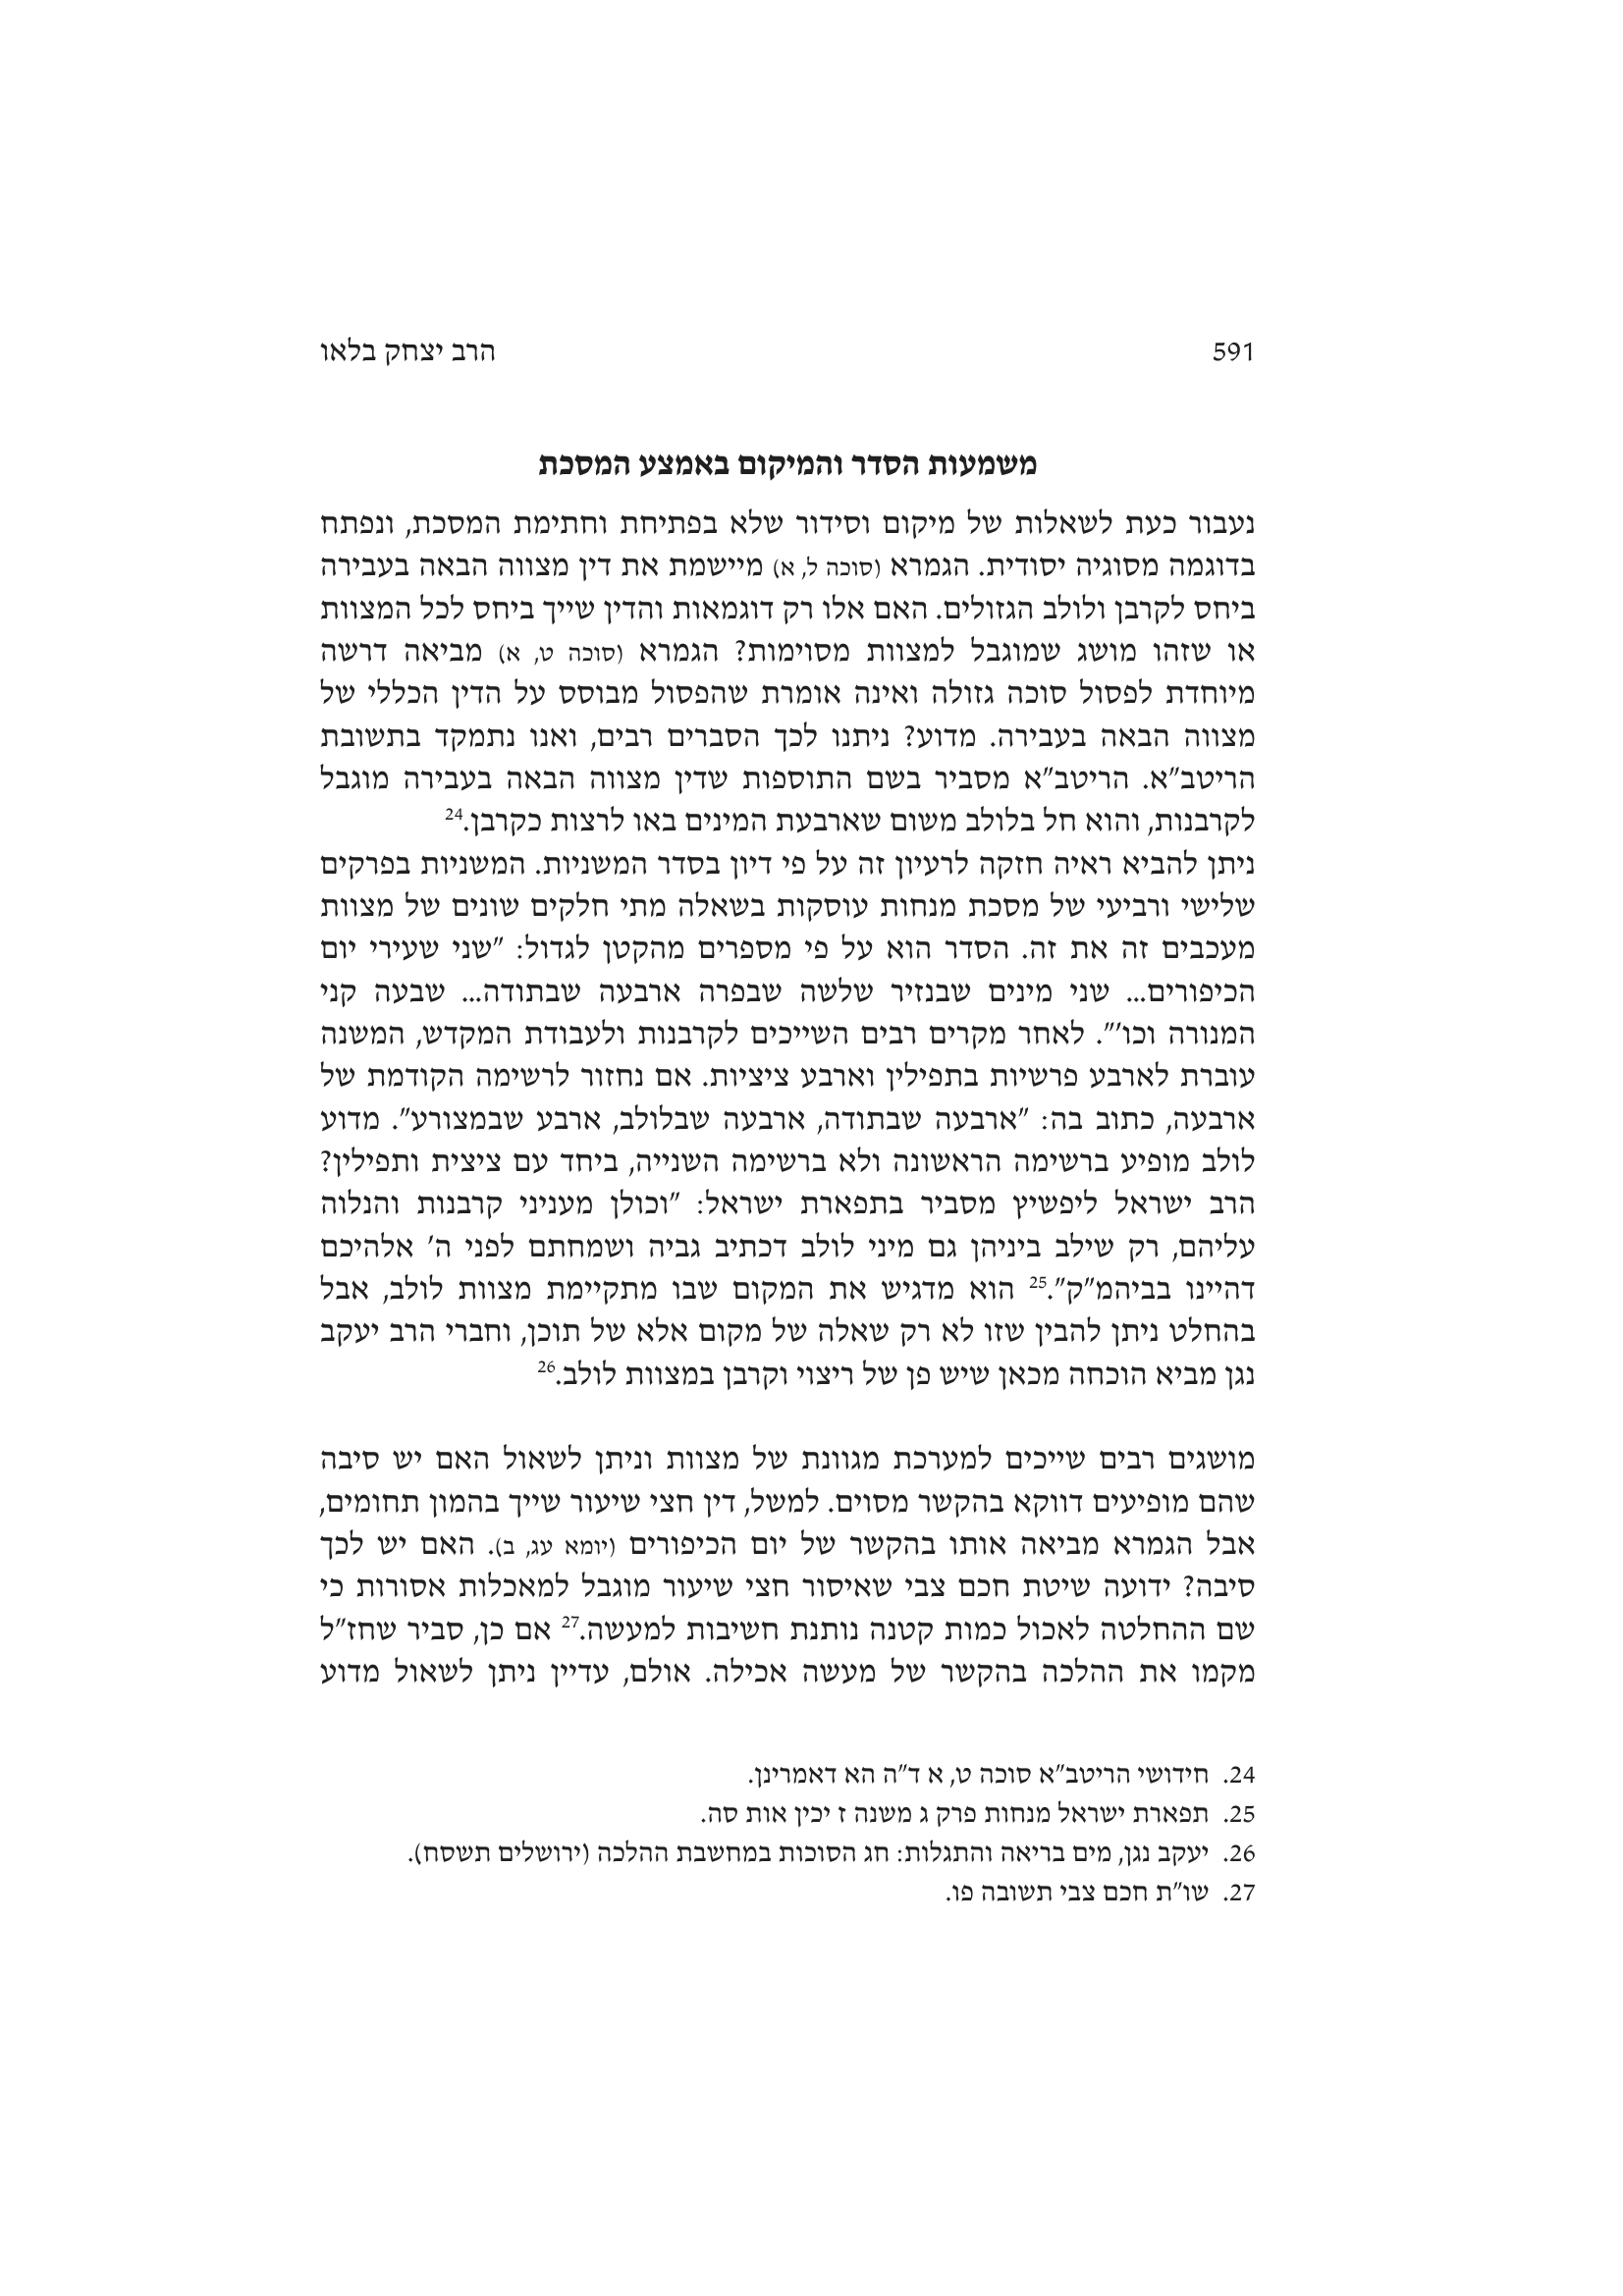 591
הרב יצחק בלאו
משמעות הסדר והמיקום באמצע המסכת
נעבור כעת לשאלות של מיקום וסידור שלא בפתיחת וחתימת המסכת, ונפתח
בדוגמה מסוגיה יסודית. הגמרא (סוכה ל, א) מיישמת את דין מצווה הבאה בעבירה
ביחס לקרבן ולולב הגזולים. האם אלו רק דוגמאות והדין שייך ביחס לכל המצוות
או שזהו מושג שמוגבל למצוות מסוימות? הגמרא (סוכה ט, א) מביאה דרשה
מיוחדת לפסול סוכה גזולה ואינה אומרת שהפסול מבוסס על הדין הכללי של
מצווה הבאה בעבירה. מדוע? ניתנו לכך הסברים רבים, ואנו נתמקד בתשובת
הריטב"א. הריטב"א מסביר בשם התוספות שדין מצווה הבאה בעבירה מוגבל
לקרבנות, והוא חל בלולב משום שארבעת המינים באו לרצות כקרבן.24
ניתן להביא ראיה חזקה לרעיון זה על פי דיון בסדר המשניות. המשניות בפרקים
שלישי ורביעי של מסכת מנחות עוסקות בשאלה מתי חלקים שונים של מצוות
מעכבים זה את זה. הסדר הוא על פי מספרים מהקטן לגדול: "שני שעירי יום
הכיפורים... שני מינים שבנזיר שלשה שבפרה ארבעה שבתודה... שבעה קני
המנורה וכו'". לאחר מקרים רבים השייכים לקרבנות ולעבודת המקדש, המשנה
עוברת לארבע פרשיות בתפילין וארבע ציציות. אם נחזור לרשימה הקודמת של
ארבעה, כתוב בה: "ארבעה שבתודה, ארבעה שבלולב, ארבע שבמצורע". מדוע
לולב מופיע ברשימה הראשונה ולא ברשימה השנייה, ביחד עם ציצית ותפילין?
הרב ישראל ליפשיץ מסביר בתפארת ישראל: "וכולן מעניני קרבנות והנלוה
עליהם, רק שילב ביניהן גם מיני לולב דכתיב גביה ושמחתם לפני ה' אלהיכם
דהיינו בביהמ"ק".25 הוא מדגיש את המקום שבו מתקיימת מצוות לולב, אבל
בהחלט ניתן להבין שזו לא רק שאלה של מקום אלא של תוכן, וחברי הרב יעקב
נגן מביא הוכחה מכאן שיש פן של ריצוי וקרבן במצוות לולב.26
מושגים רבים שייכים למערכת מגוונת של מצוות וניתן לשאול האם יש סיבה
שהם מופיעים דווקא בהקשר מסוים. למשל, דין חצי שיעור שייך בהמון תחומים,
אבל הגמרא מביאה אותו בהקשר של יום הכיפורים (יומא עג, ב). האם יש לכך
סיבה? ידועה שיטת חכם צבי שאיסור חצי שיעור מוגבל למאכלות אסורות כי
שם ההחלטה לאכול כמות קטנה נותנת חשיבות למעשה.27 אם כן, סביר שחז"ל
מקמו את ההלכה בהקשר של מעשה אכילה. אולם, עדיין ניתן לשאול מדוע
24. חידושי הריטב"א סוכה ט, א ד"ה הא דאמרינן.
25. תפארת ישראל מנחות פרק ג משנה ז יכין אות סה.
26. יעקב נגן, מים בריאה והתגלות: חג הסוכות במחשבת ההלכה (ירושלים תשסח).
27. שו"ת חכם צבי תשובה פו.